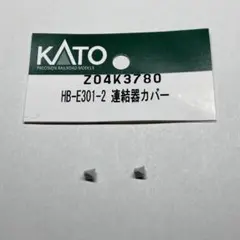 KATO
PRECISION RAILROAD MODELS
Z04K3780
HB-E301-2 連結器カバー